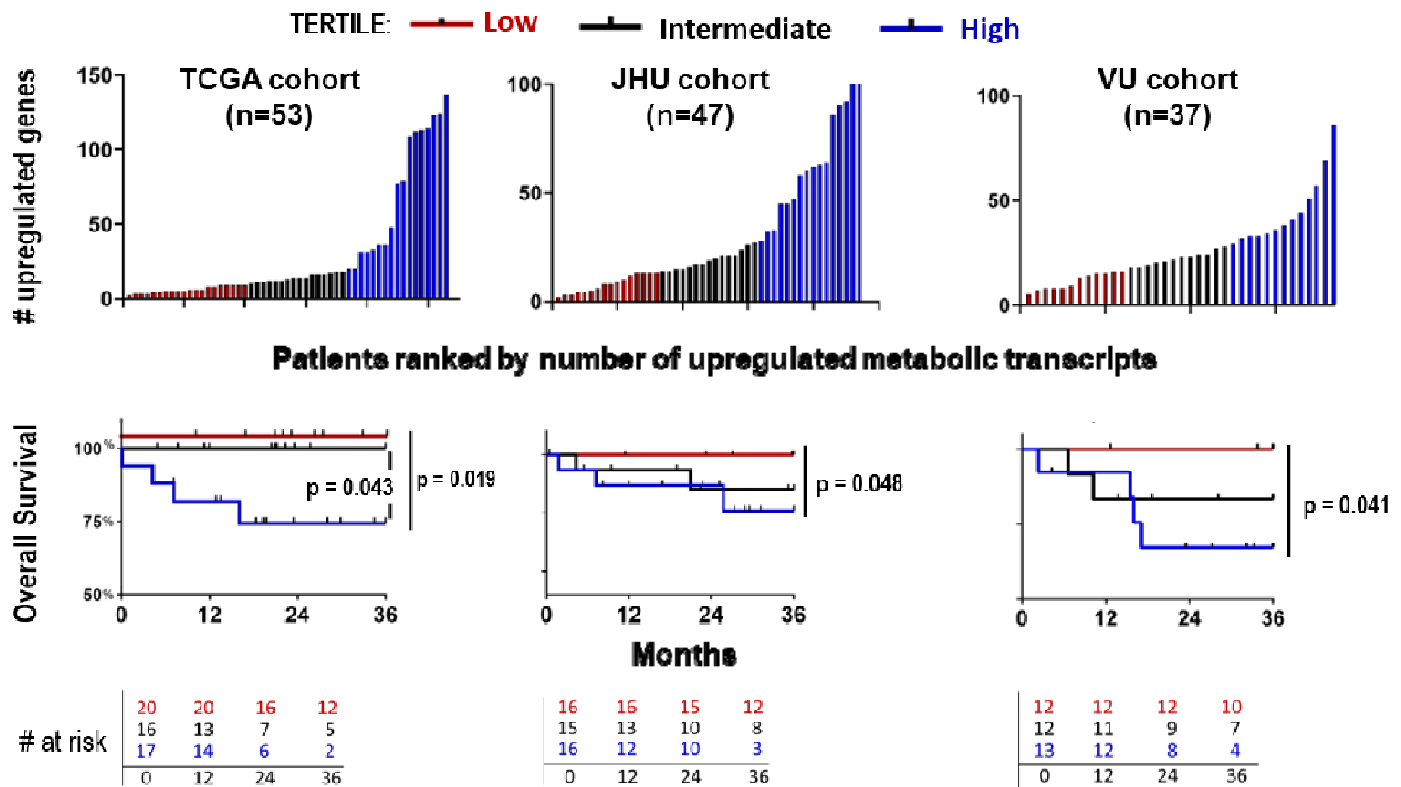 TERTILE: Low Intermediate High
TCGA cohort
(n=53)
JHU cohort
(n=47)
VU cohort
(n=37)
# upregulated genes
150
100
50
0
100
50
0
100
50
0
Patients ranked by number of upregulated metabolic transcripts
Overall Survival
100%
75%
50%
0 12 24 36
p = 0.043
p = 0.019
0 12 24 36
p = 0.048
0 12 24 36
p = 0.041
Months
# at risk
20 20 16 12
16 13 7 5
17 14 6 2
0 12 24 36
16 16 15 12
15 13 10 8
16 12 10 3
0 12 24 36
12 12 12 10
12 11 9 7
13 12 8 4
0 12 24 36